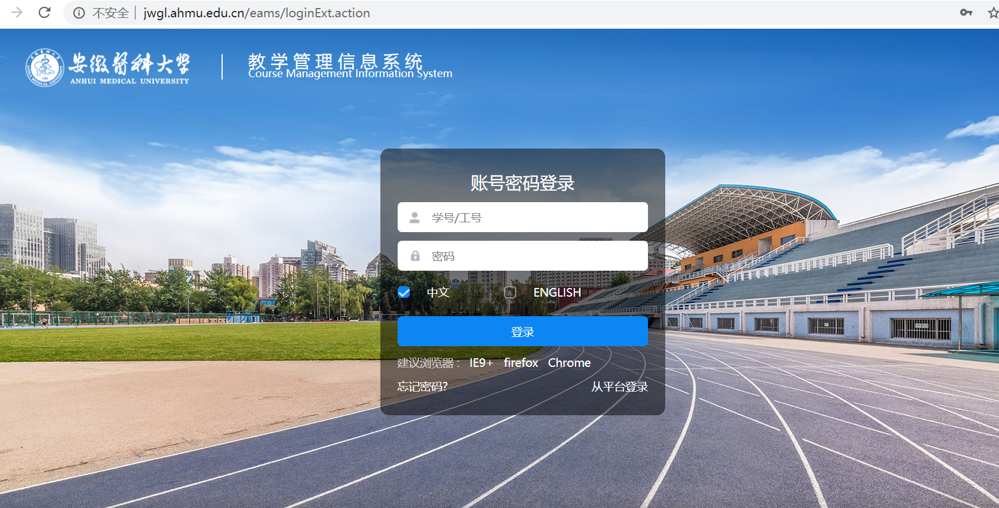 不安全 jwgl.ahmu.edu.cn/eams/loginExt.action
安徽医科大学
ANHUI MEDICAL UNIVERSITY
教学管理信息系统
Course Management Information System
账号密码登录
学号/工号
密码
中文 ENGLISH
登录
建议浏览器： IE9+ firefox Chrome
忘记密码? 从平台登录